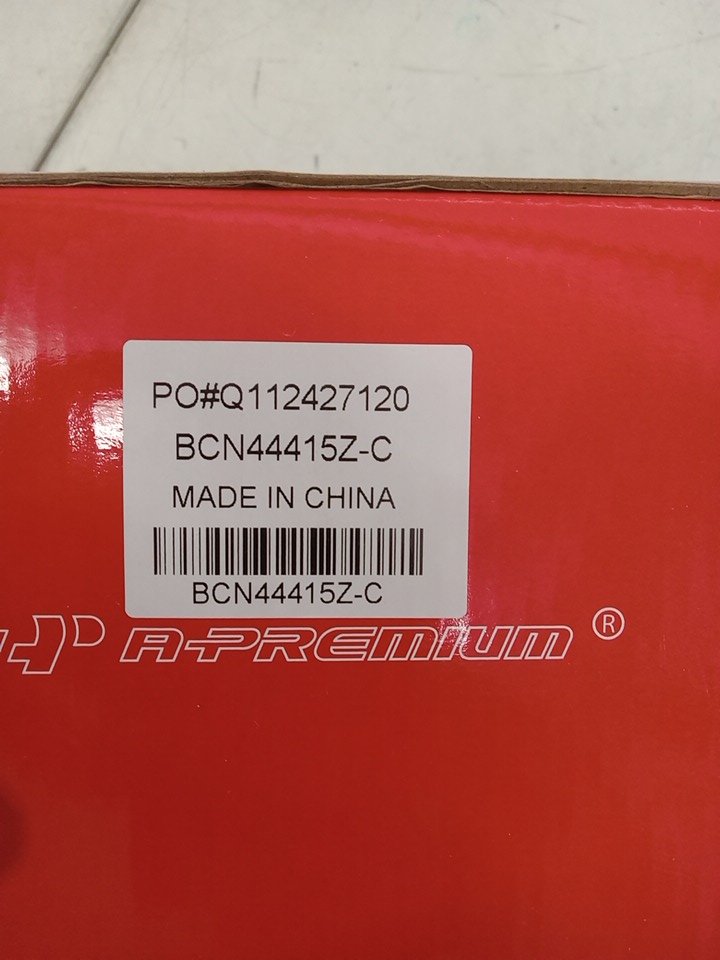 PO#Q112427120
BCN44415Z-C
MADE IN CHINA
BCN44415Z-C
A-PREMIUM ®